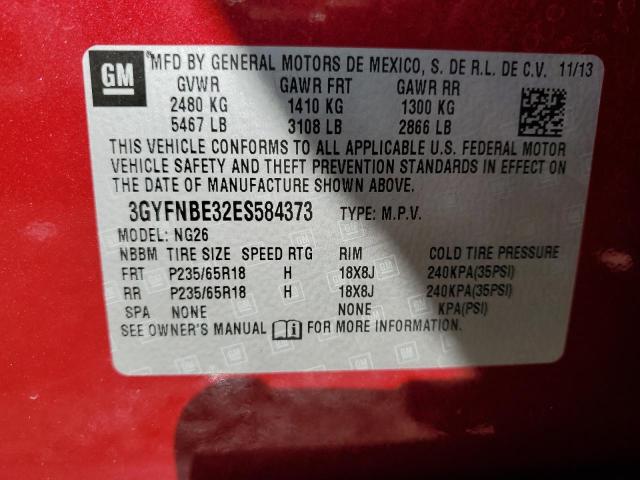 GM MFD BY GENERAL MOTORS DE MEXICO, S. DE R.L. DE C.V. 11/13
GVWR GAWR FRT GAWR RR
2480 KG 1410 KG 1300 KG
5467 LB 3108 LB 2866 LB
THIS VEHICLE CONFORMS TO ALL APPLICABLE U.S. FEDERAL MOTOR
VEHICLE SAFETY AND THEFT PREVENTION STANDARDS IN EFFECT ON
THE DATE OF MANUFACTURE SHOWN ABOVE.
3GYFNBE32ES584373 TYPE: M.P.V.
MODEL: NG26
NBBM TIRE SIZE SPEED RTG RIM COLD TIRE PRESSURE
FRT P235/65R18 H 18X8J 240KPA(35PSI)
RR P235/65R18 H 18X8J 240KPA(35PSI)
SPA NONE NONE KPA(PSI)
SEE OWNER'S MANUAL FOR MORE INFORMATION.